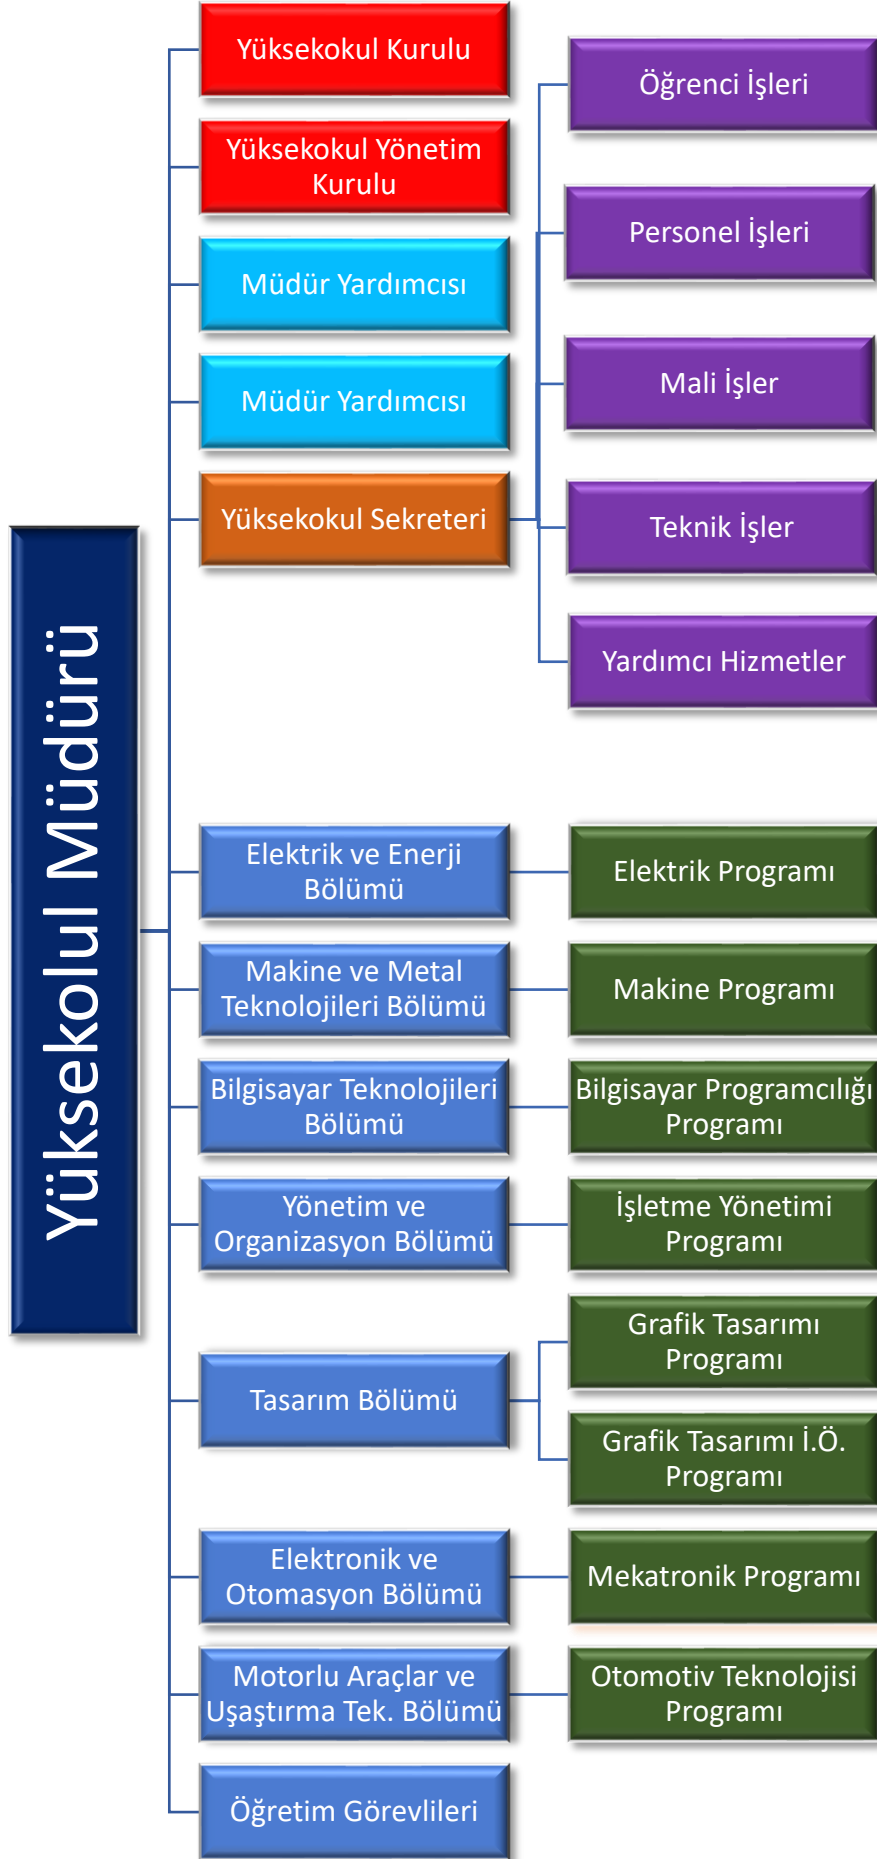 Yüksekolul Müdürü
Yüksekokul Kurulu
Yüksekokul Yönetim
Kurulu
Müdür Yardımcısı
Müdür Yardımcısı
Yüksekokul Sekreteri
Öğrenci İşleri
Personel İşleri
Mali İşler
Teknik İşler
Yardımcı Hizmetler
Elektrik ve Enerji
Bölümü
Elektrik Programı
Makine ve Metal
Teknolojileri Bölümü
Makine Programı
Bilgisayar Teknolojileri
Bölümü
Bilgisayar Programcılığı
Programı
Yönetim ve
Organizasyon Bölümü
İşletme Yönetimi
Programı
Tasarım Bölümü
Grafik Tasarımı
Programı
Grafik Tasarımı İ.Ö.
Programı
Elektronik ve
Otomasyon Bölümü
Mekatronik Programı
Motorlu Araçlar ve
Uşaştırma Tek. Bölümü
Otomotiv Teknolojisi
Programı
Öğretim Görevlileri